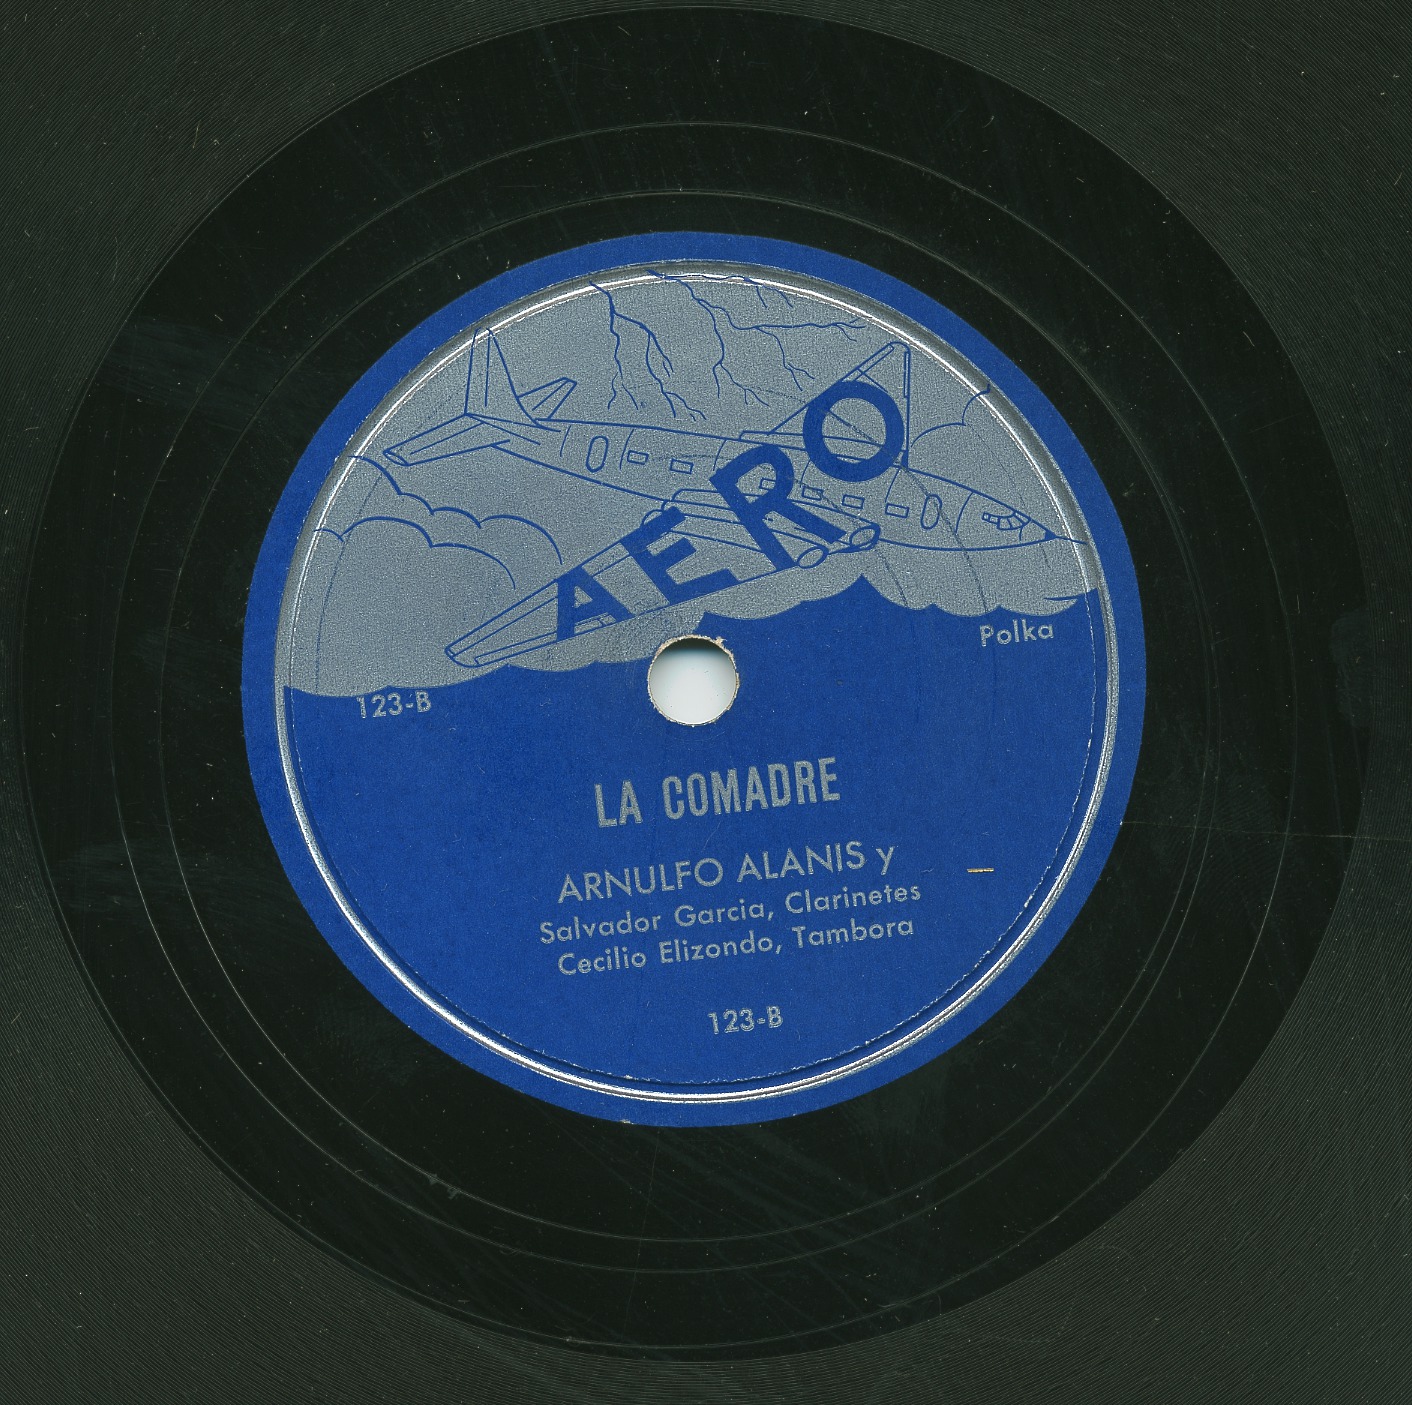 AERO
Polka
123-B
LA COMADRE
ARNULFO ALANIS y
Salvador Garcia, Clarinetes
Cecilio Elizondo, Tambora
123-B